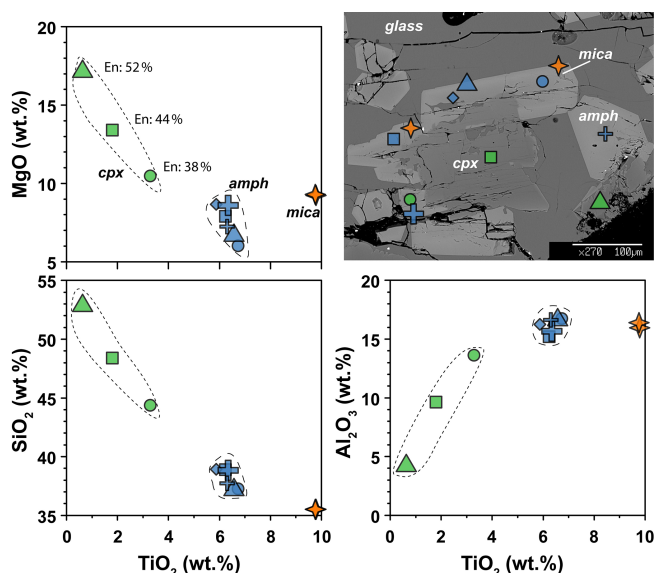 20
15
10
5
MgO (wt.%)
En: 52%
En: 44%
En: 38%
cpx
amph
mica
glass
mica
amph
cpx
x270 100µm
55
50
45
40
35
SiO2 (wt.%)
0 2 4 6 8 10
TiO2 (wt.%)
20
15
10
5
0
Al2O3 (wt.%)
0 2 4 6 8 10
TiO2 (wt.%)